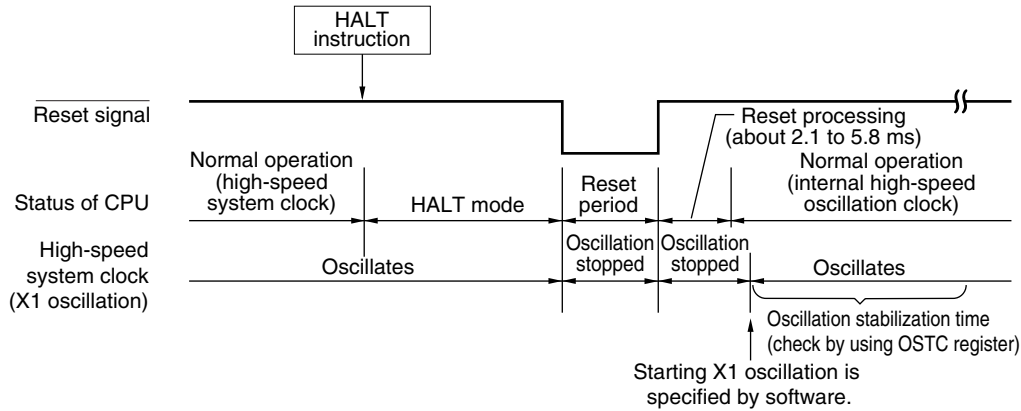 HALT
instruction
Reset signal
Reset processing
(about 2.1 to 5.8 ms)
Normal operation
(high-speed
system clock)
Status of CPU
HALT mode
Reset
period
Normal operation
(internal high-speed
oscillation clock)
High-speed
system clock
(X1 oscillation)
Oscillates
Oscillation
stopped
Oscillation
stopped
Oscillates
Oscillation stabilization time
(check by using OSTC register)
Starting X1 oscillation is
specified by software.